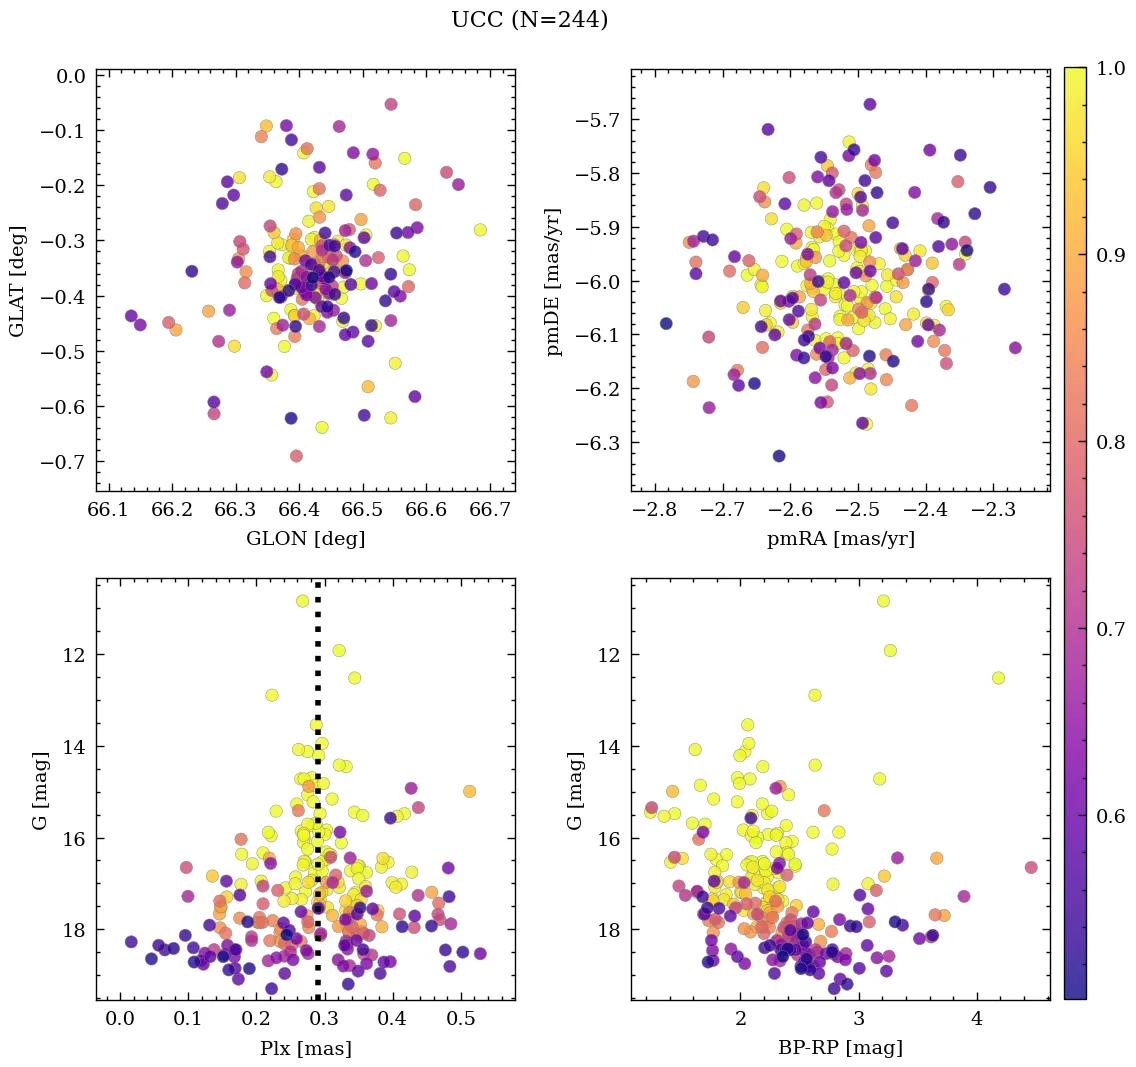 UCC (N=244)
0.0
−0.1
−0.2
−0.3
−0.4
−0.5
−0.6
−0.7
GLAT [deg]
66.1 66.2 66.3 66.4 66.5 66.6 66.7
GLON [deg]
−5.7
−5.8
−5.9
−6.0
−6.1
−6.2
−6.3
pmDE [mas/yr]
−2.8 −2.7 −2.6 −2.5 −2.4 −2.3
pmRA [mas/yr]
12
14
16
18
G [mag]
0.0 0.1 0.2 0.3 0.4 0.5
Plx [mas]
12
14
16
18
G [mag]
2 3 4
BP-RP [mag]
1.0
0.9
0.8
0.7
0.6